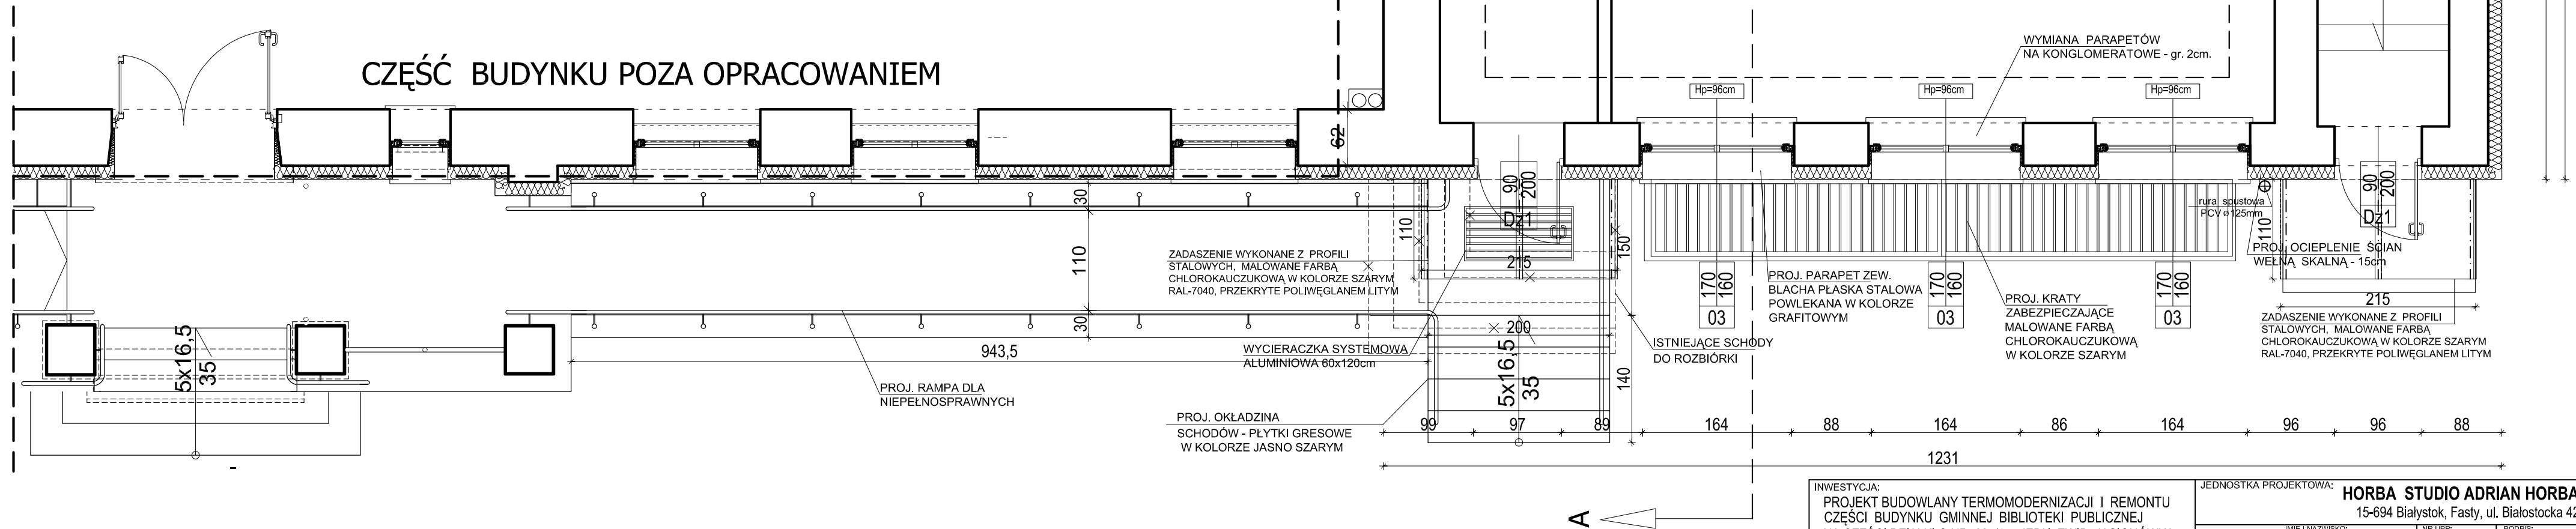 CZĘŚĆ BUDYNKU POZA OPRACOWANIEM
WYMIANA PARAPETÓW
NA KONGLOMERATOWE - gr. 2cm.
Hp=96cm
Hp=96cm
Hp=96cm
62
30
110
30
943,5
5x16,5
35
ZADASZENIE WYKONANE Z PROFILI
STALOWYCH, MALOWANE FARBĄ
CHLOROKAUCZUKOWĄ W KOLORZE SZARYM
RAL-7040, PRZEKRYTE POLIWĘGLANEM LITYM
WYCIERACZKA SYSTEMOWA
ALUMINIOWA 60x120cm
PROJ. RAMPA DLA
NIEPEŁNOSPRAWNYCH
PROJ. OKŁADZINA
SCHODÓW - PŁYTKI GRESOWE
W KOLORZE JASNO SZARYM
90
200
Dz1
110
150
215
200
5x16,5
35
140
ISTNIEJĄCE SCHODY
DO ROZBIÓRKI
170
160
03
170
160
03
170
160
03
PROJ. PARAPET ZEW.
BLACHA PŁASKA STALOWA
POWLEKANA W KOLORZE
GRAFITOWYM
PROJ. KRATY
ZABEZPIECZAJĄCE
MALOWANE FARBĄ
CHLOROKAUCZUKOWĄ
W KOLORZE SZARYM
rura spustowa
PCV ø125mm
110
90
200
Dz1
PROJ. OCIEPLENIE ŚCIAN
WEŁNĄ SKALNĄ - 15cm
215
ZADASZENIE WYKONANE Z PROFILI
STALOWYCH, MALOWANE FARBĄ
CHLOROKAUCZUKOWĄ W KOLORZE SZARYM
RAL-7040, PRZEKRYTE POLIWĘGLANEM LITYM
99 97 89 164 88 164 86 164 96 96 88
1231
A
INWESTYCJA:
PROJEKT BUDOWLANY TERMOMODERNIZACJI I REMONTU
CZĘŚCI BUDYNKU GMINNEJ BIBLIOTEKI PUBLICZNEJ
JEDNOSTKA PROJEKTOWA:
HORBA STUDIO ADRIAN HORBA
15-694 Białystok, Fasty, ul. Białostocka 42